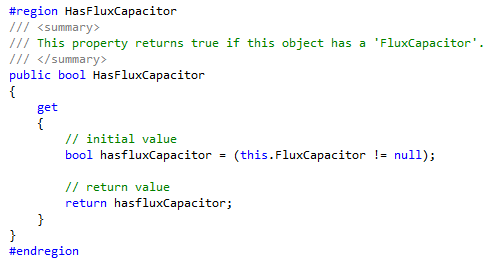 #region HasFluxCapacitor
/// <summary>
/// This property returns true if this object has a 'FluxCapacitor'.
/// </summary>
public bool HasFluxCapacitor
{
    get
    {
        // initial value
        bool hasfluxCapacitor = (this.FluxCapacitor != null);

        // return value
        return hasfluxCapacitor;
    }
}
#endregion